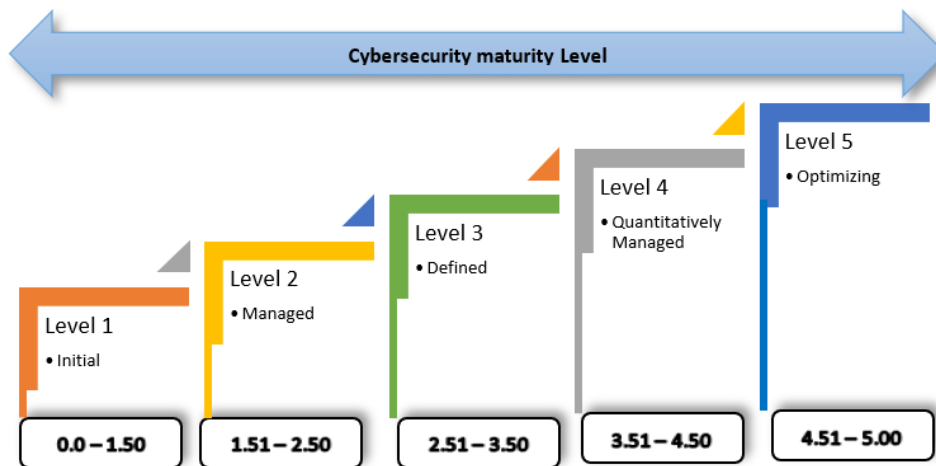 Cybersecurity maturity Level
Level 1
• Initial
Level 2
• Managed
Level 3
• Defined
Level 4
• Quantitatively
Managed
Level 5
• Optimizing
0.0 – 1.50
1.51 – 2.50
2.51 – 3.50
3.51 – 4.50
4.51 – 5.00